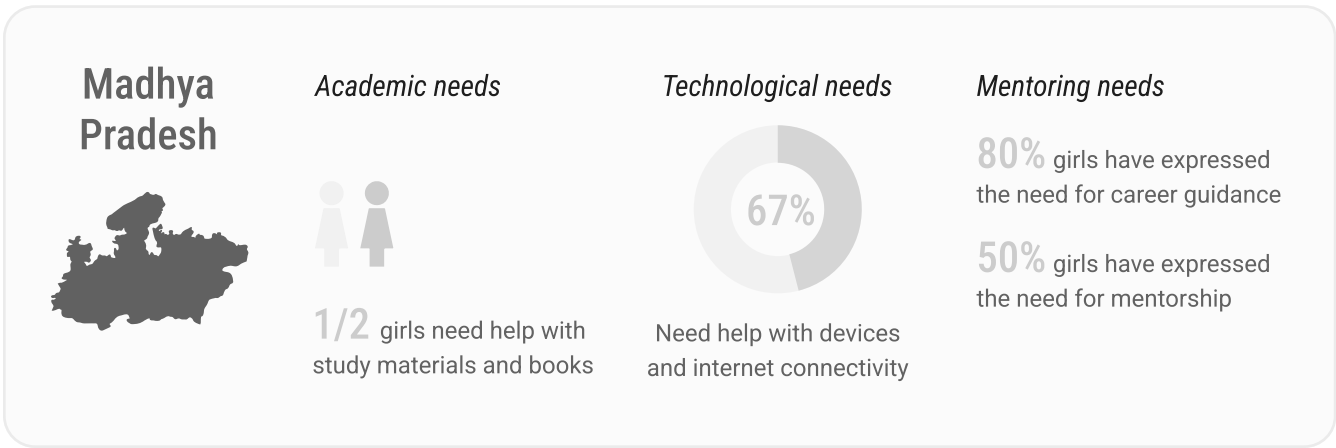 Madhya
Pradesh
Academic needs
1/2 girls need help with
study materials and books
Technological needs
67%
Need help with devices
and internet connectivity
Mentoring needs
80% girls have expressed
the need for career guidance
50% girls have expressed
the need for mentorship